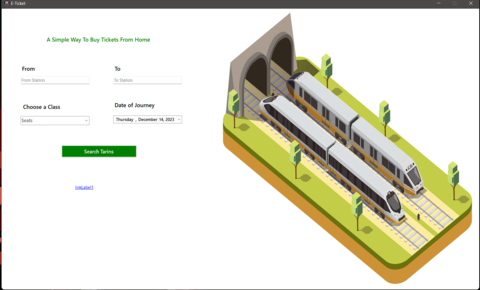 E-Ticket
A Simple Way To Buy Tickets From Home
From
To
From Station
To Station
Choose a Class
Date of Journey
Seats
Thursday , December 14, 2023
Search Tarins
linkLabel1